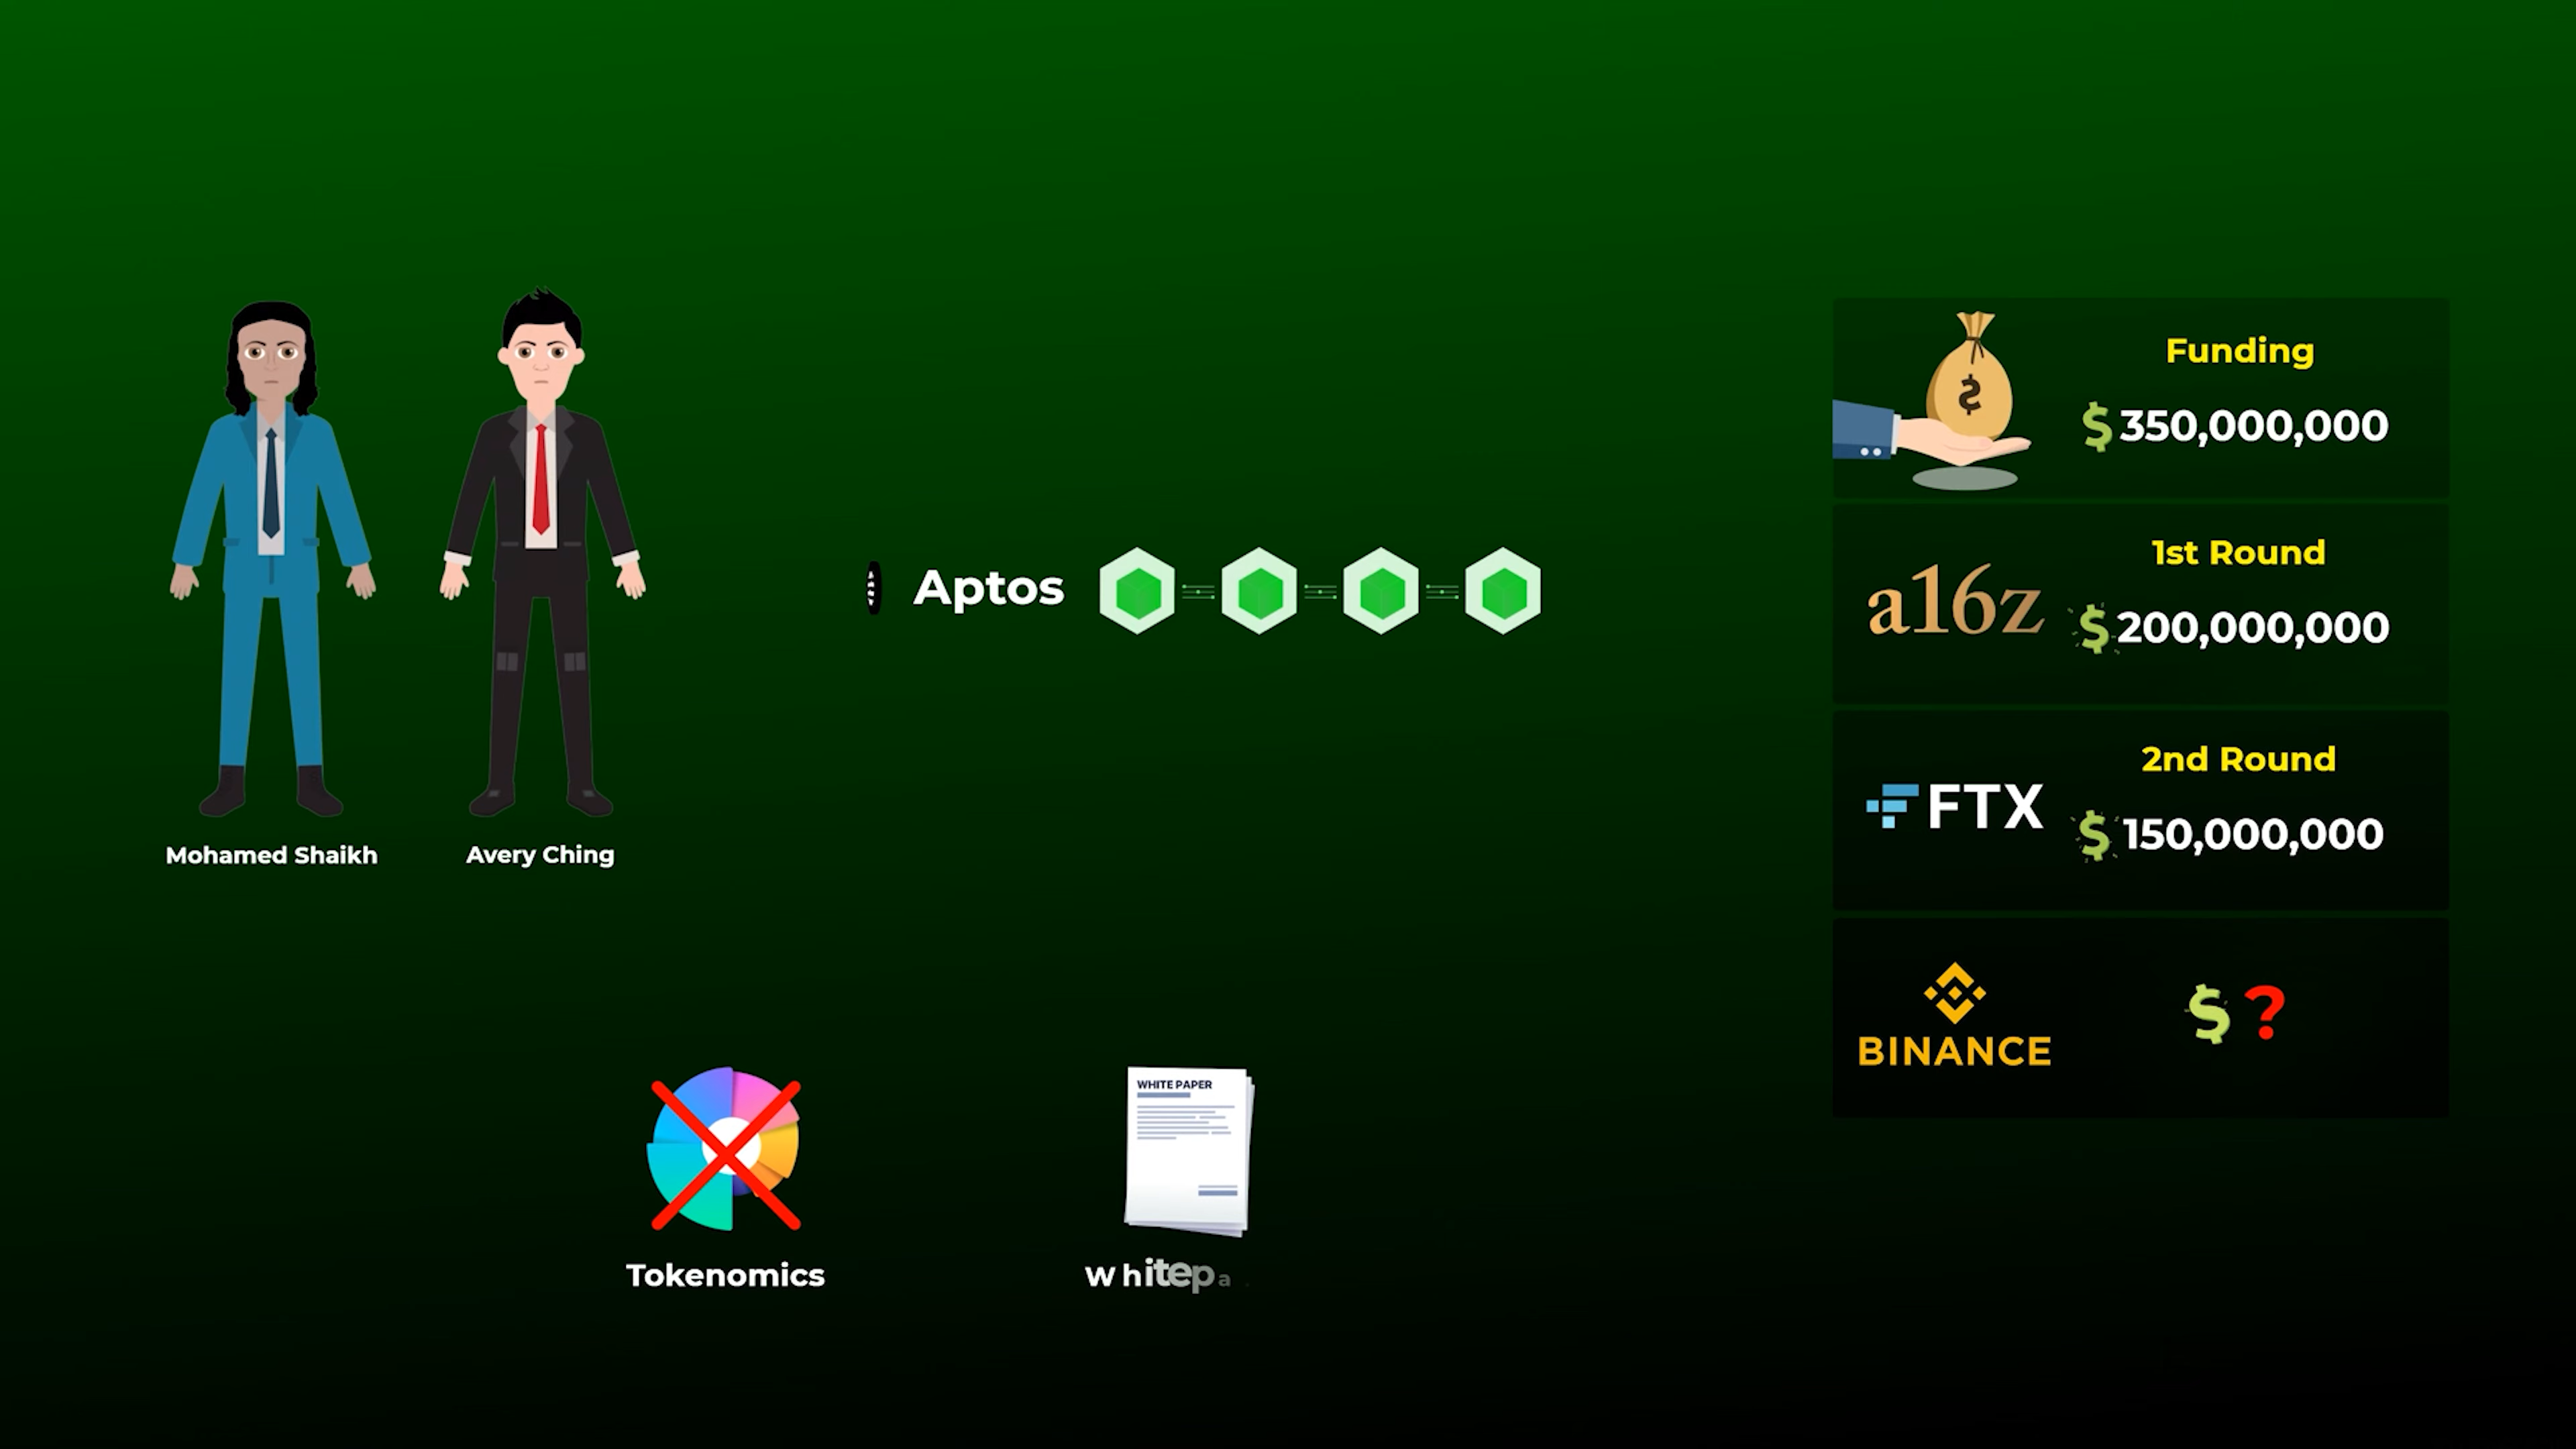 Mohamed Shaikh
Avery Ching
Aptos
Funding
$ 350,000,000
a16z
1st Round
$ 200,000,000
FTX
2nd Round
$ 150,000,000
BINANCE
$ ?
Tokenomics
WHITE PAPER
Whitepa